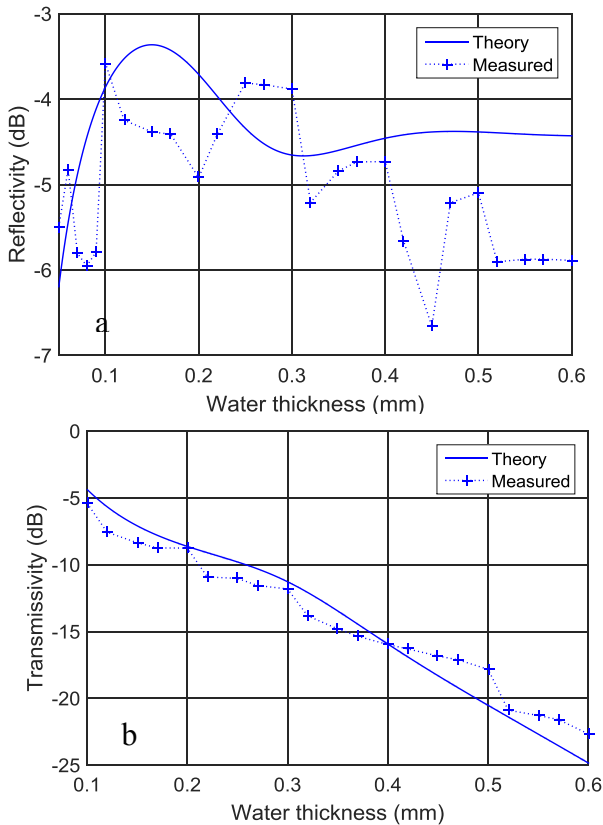 -3
-4
-5
-6
-7
Reflectivity (dB)
Theory
Measured
a
0.1 0.2 0.3 0.4 0.5 0.6
Water thickness (mm)
0
-5
-10
-15
-20
-25
Transmissivity (dB)
Theory
Measured
b
0.1 0.2 0.3 0.4 0.5 0.6
Water thickness (mm)